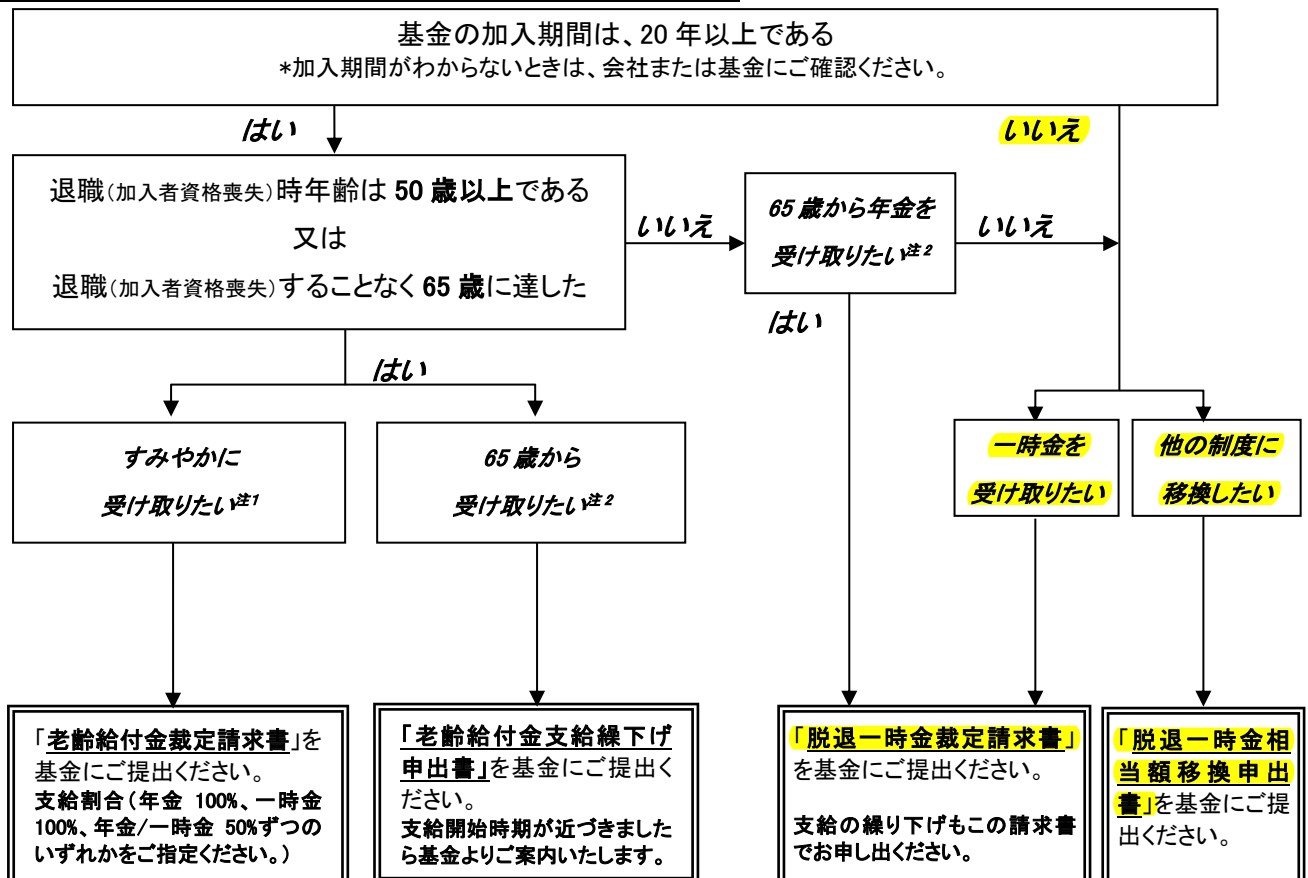 基金の加入期間は、20 年以上である
*加入期間がわからないときは、会社または基金にご確認ください。
はい
いいえ
退職(加入者資格喪失)時年齢は 50 歳以上である
又は
退職(加入者資格喪失)することなく 65 歳に達した
いいえ
65 歳から年金を
受け取りたい注2
いいえ
はい
はい
すみやかに
受け取りたい注1
65 歳から
受け取りたい注2
一時金を
受け取りたい
他の制度に
移換したい
「老齢給付金裁定請求書」を
基金にご提出ください。
支給割合(年金 100%、一時金
100%、年金/一時金 50%ずつの
いずれかをご指定ください。)
「老齢給付金支給繰下げ
申出書」を基金にご提出く
ださい。
支給開始時期が近づきました
ら基金よりご案内いたします。
「脱退一時金裁定請求書」
を基金にご提出ください。
支給の繰り下げもこの請求書
でお申し出ください。
「脱退一時金相
当額移換申出
書」を基金にご提
出ください。